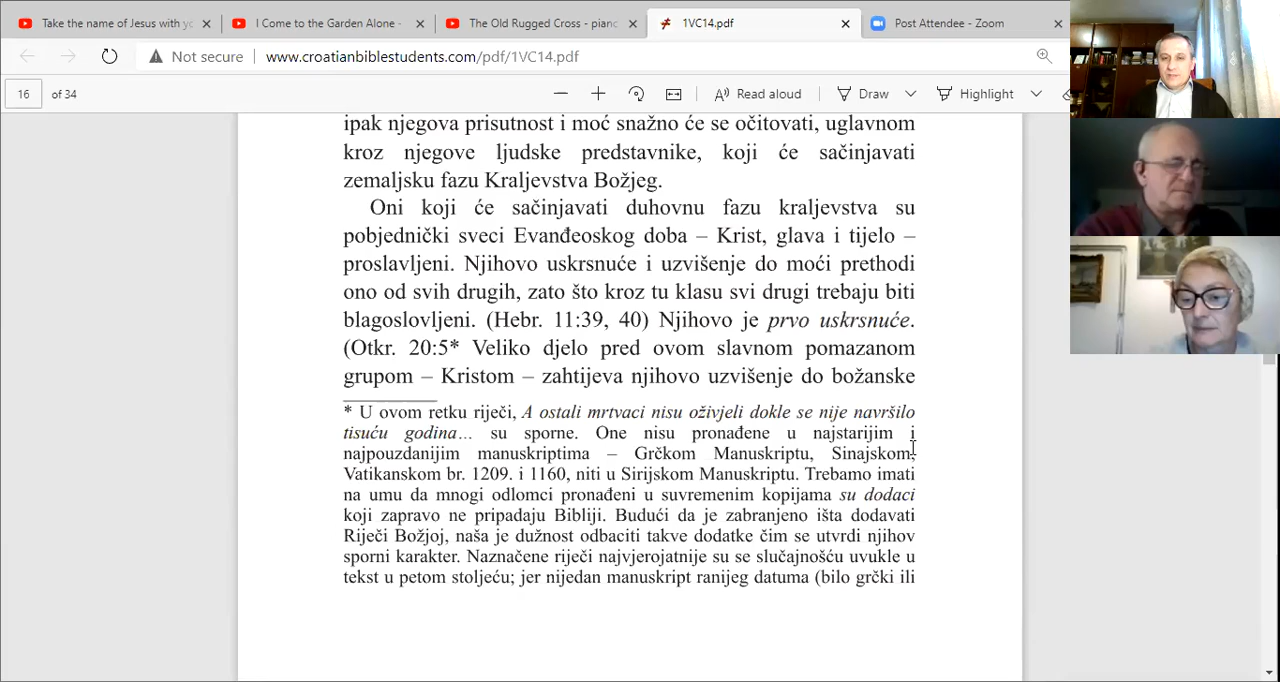 Take the name of Jesus with yo
I Come to the Garden Alone -
The Old Rugged Cross - pianc
1VC14.pdf
Post Attendee - Zoom
Not secure
www.croatianbiblestudents.com/pdf/1VC14.pdf
16 of 34
Read aloud
Draw
Highlight
ipak njegova prisutnost i moć snažno će se očitovati, uglavnom
kroz njegove ljudske predstavnike, koji će sačinjavati
zemaljsku fazu Kraljevstva Božjeg.
Oni koji će sačinjavati duhovnu fazu kraljevstva su
pobjednički sveci Evanđeoskog doba – Krist, glava i tijelo –
proslavljeni. Njihovo uskrsnuće i uzvišenje do moći prethodi
ono od svih drugih, zato što kroz tu klasu svi drugi trebaju biti
blagoslovljeni. (Hebr. 11:39, 40) Njihovo je prvo uskrsnuće.
(Otkr. 20:5* Veliko djelo pred ovom slavnom pomazanom
grupom – Kristom – zahtijeva njihovo uzvišenje do božanske
* U ovom retku riječi, A ostali mrtvaci nisu oživjeli dokle se nije navršilo
tisuću godina… su sporne. One nisu pronađene u najstarijim i
najpouzdanijim manuskriptima – Grčkom Manuskriptu, Sinajskom,
Vatikanskom br. 1209. i 1160, niti u Sirijskom Manuskriptu. Trebamo imati
na umu da mnogi odlomci pronađeni u suvremenim kopijama su dodaci
koji zapravo ne pripadaju Bibliji. Budući da je zabranjeno išta dodavati
Riječi Božjoj, naša je dužnost odbaciti takve dodatke čim se utvrdi njihov
sporni karakter. Naznačene riječi najvjerojatnije su se slučajnošću uvukle u
tekst u petom stoljeću; jer nijedan manuskript ranijeg datuma (bilo grčki ili